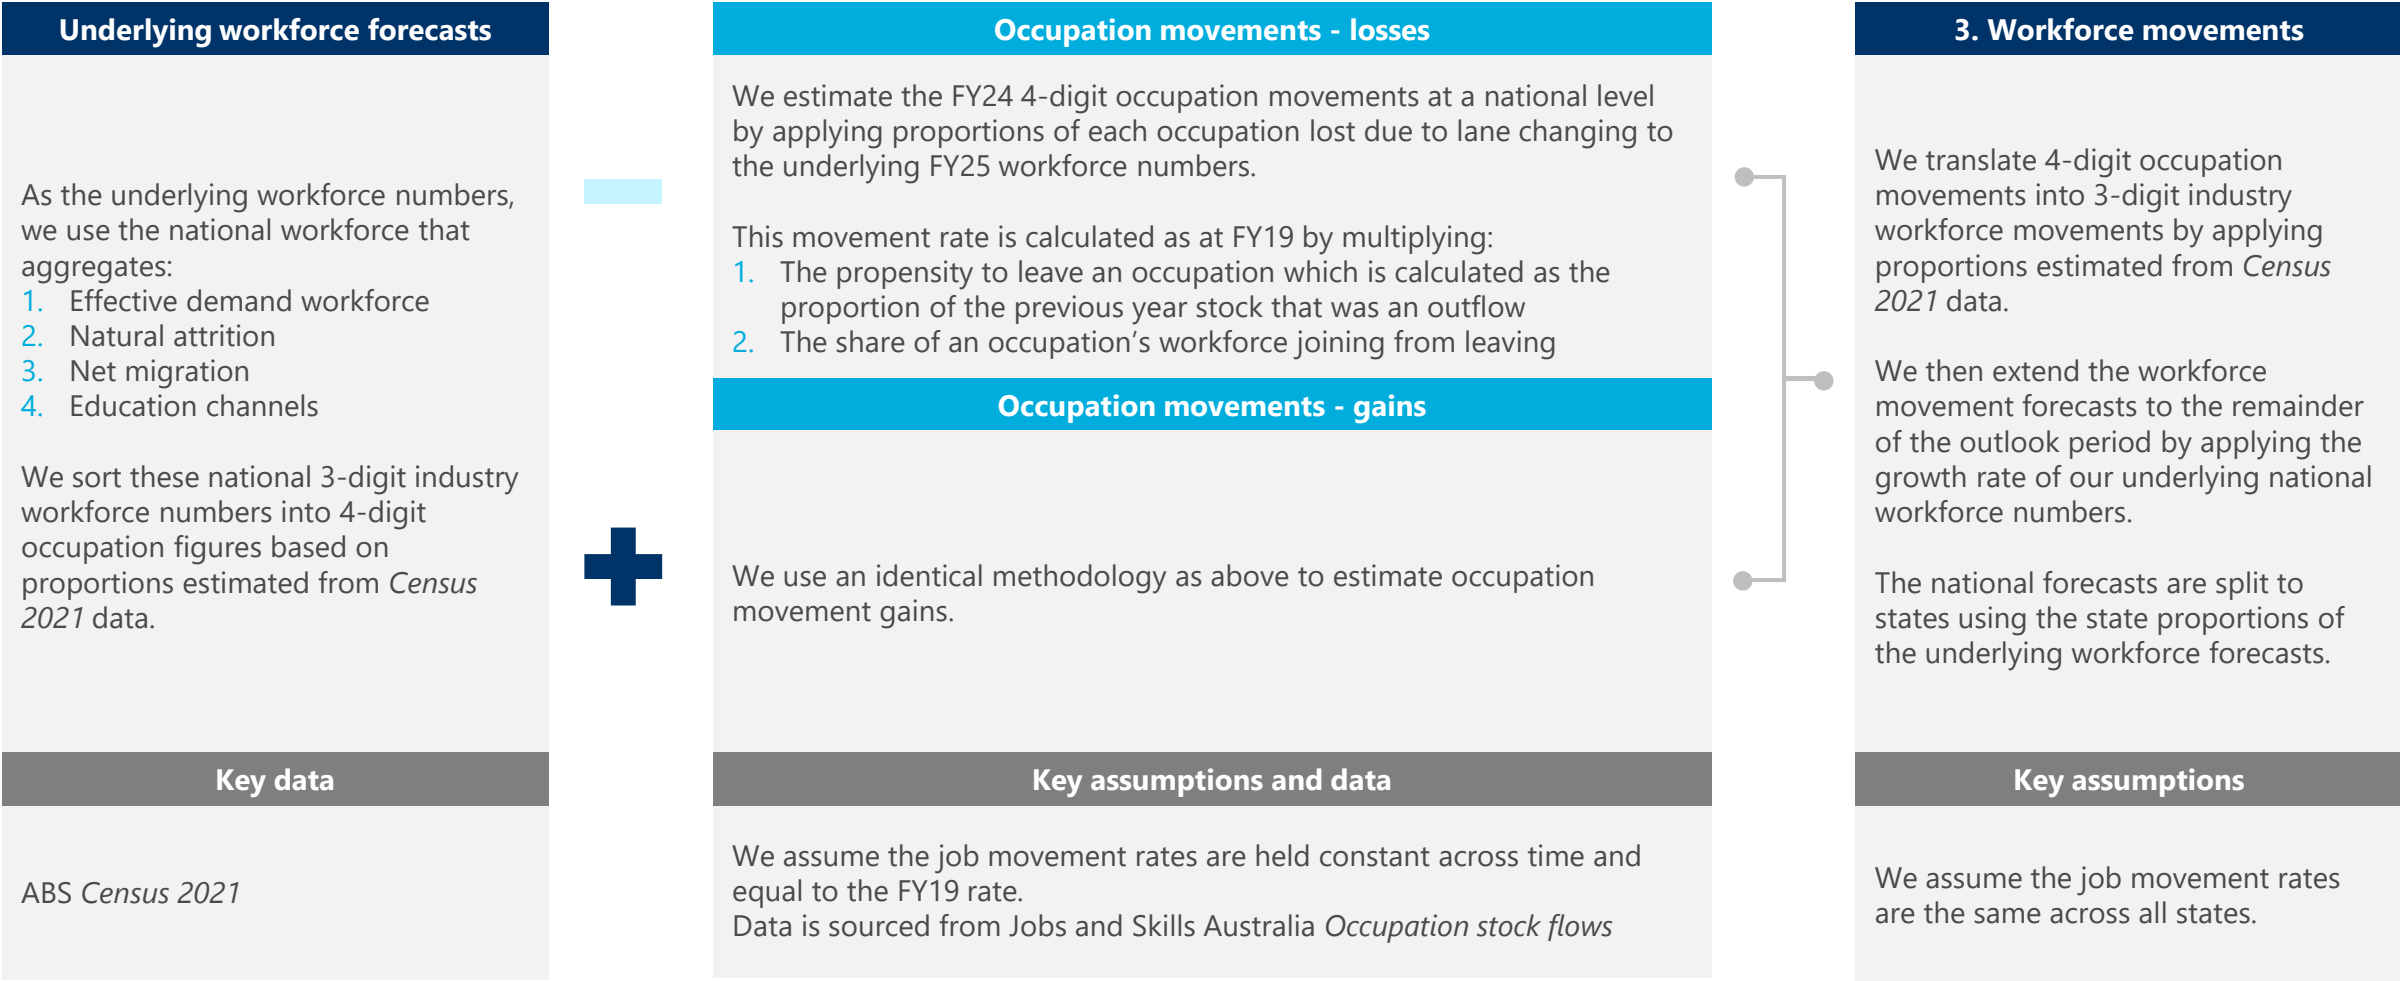 Underlying workforce forecasts
As the underlying workforce numbers,
we use the national workforce that
aggregates:
1. Effective demand workforce
2. Natural attrition
3. Net migration
4. Education channels
We sort these national 3-digit industry
workforce numbers into 4-digit
occupation figures based on
proportions estimated from Census
2021 data.
Key data
ABS Census 2021
Occupation movements - losses
We estimate the FY24 4-digit occupation movements at a national level
by applying proportions of each occupation lost due to lane changing to
the underlying FY25 workforce numbers.
This movement rate is calculated as at FY19 by multiplying:
1. The propensity to leave an occupation which is calculated as the
proportion of the previous year stock that was an outflow
2. The share of an occupation’s workforce joining from leaving
Occupation movements - gains
We use an identical methodology as above to estimate occupation
movement gains.
Key assumptions and data
We assume the job movement rates are held constant across time and
equal to the FY19 rate.
Data is sourced from Jobs and Skills Australia Occupation stock flows
3. Workforce movements
We translate 4-digit occupation
movements into 3-digit industry
workforce movements by applying
proportions estimated from Census
2021 data.
We then extend the workforce
movement forecasts to the remainder
of the outlook period by applying the
growth rate of our underlying national
workforce numbers.
The national forecasts are split to
states using the state proportions of
the underlying workforce forecasts.
Key assumptions
We assume the job movement rates
are the same across all states.